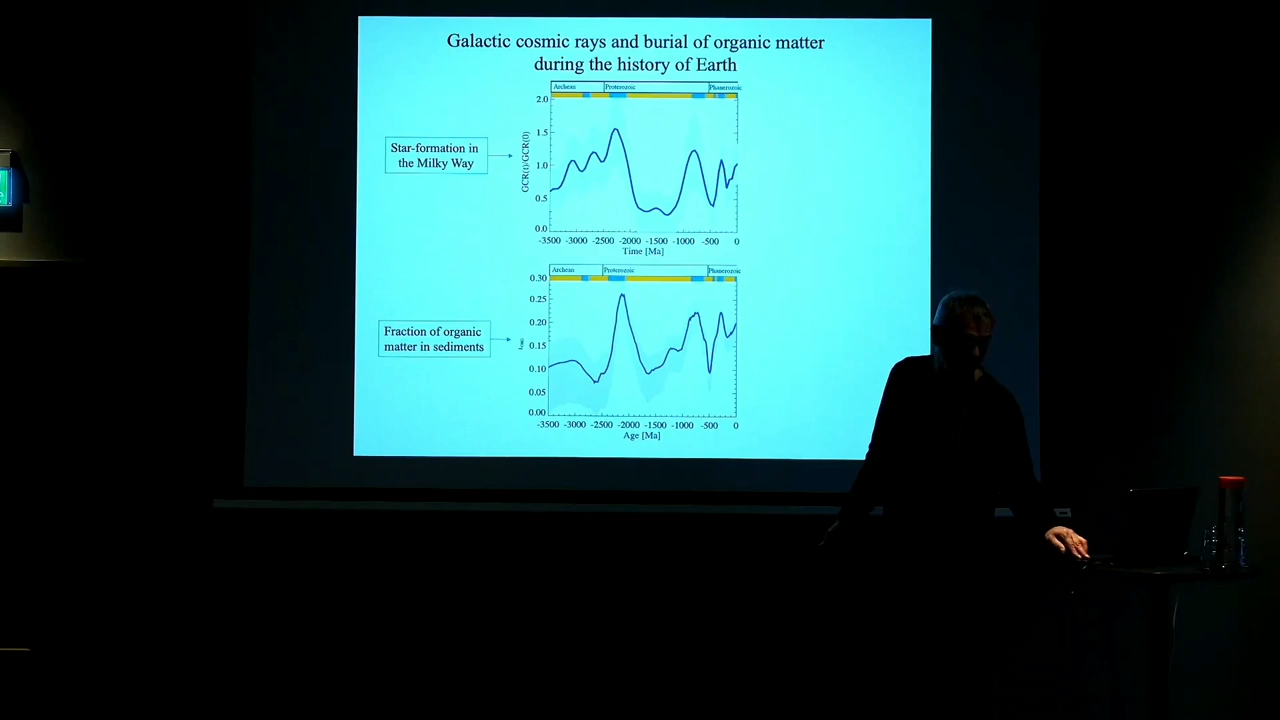 Galactic cosmic rays and burial of organic matter
during the history of Earth
Archean Proterozoic Phanerozoic
Star-formation in
the Milky Way
GCR(t)/GCR(0)
2.0
1.5
1.0
0.5
0.0
-3500 -3000 -2500 -2000 -1500 -1000 -500 0
Time [Ma]
Archean Proterozoic Phanerozoic
Fraction of organic
matter in sediments
0.30
0.25
0.20
0.15
0.10
0.05
0.00
-3500 -3000 -2500 -2000 -1500 -1000 -500 0
Age [Ma]